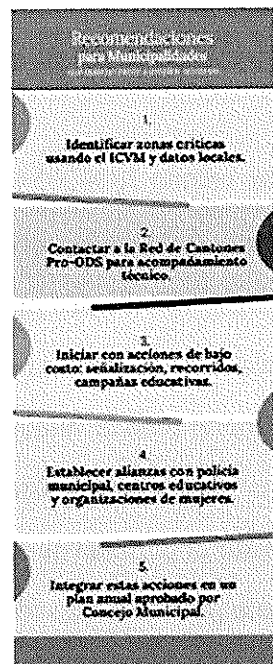 Recomendaciones
para Municipalidades
1.
Identificar zonas críticas
usando el ICVM y datos locales.
2.
Contactar a la Red de Cantones
Pro-ODS para acompañamiento
técnico.
3.
Iniciar con acciones de bajo
costo: señalización, recorridos,
campañas educativas.
4.
Establecer alianzas con policía
municipal, centros educativos
y organizaciones de mujeres.
5.
Integrar estas acciones en un
plan anual aprobado por
Concejo Municipal.